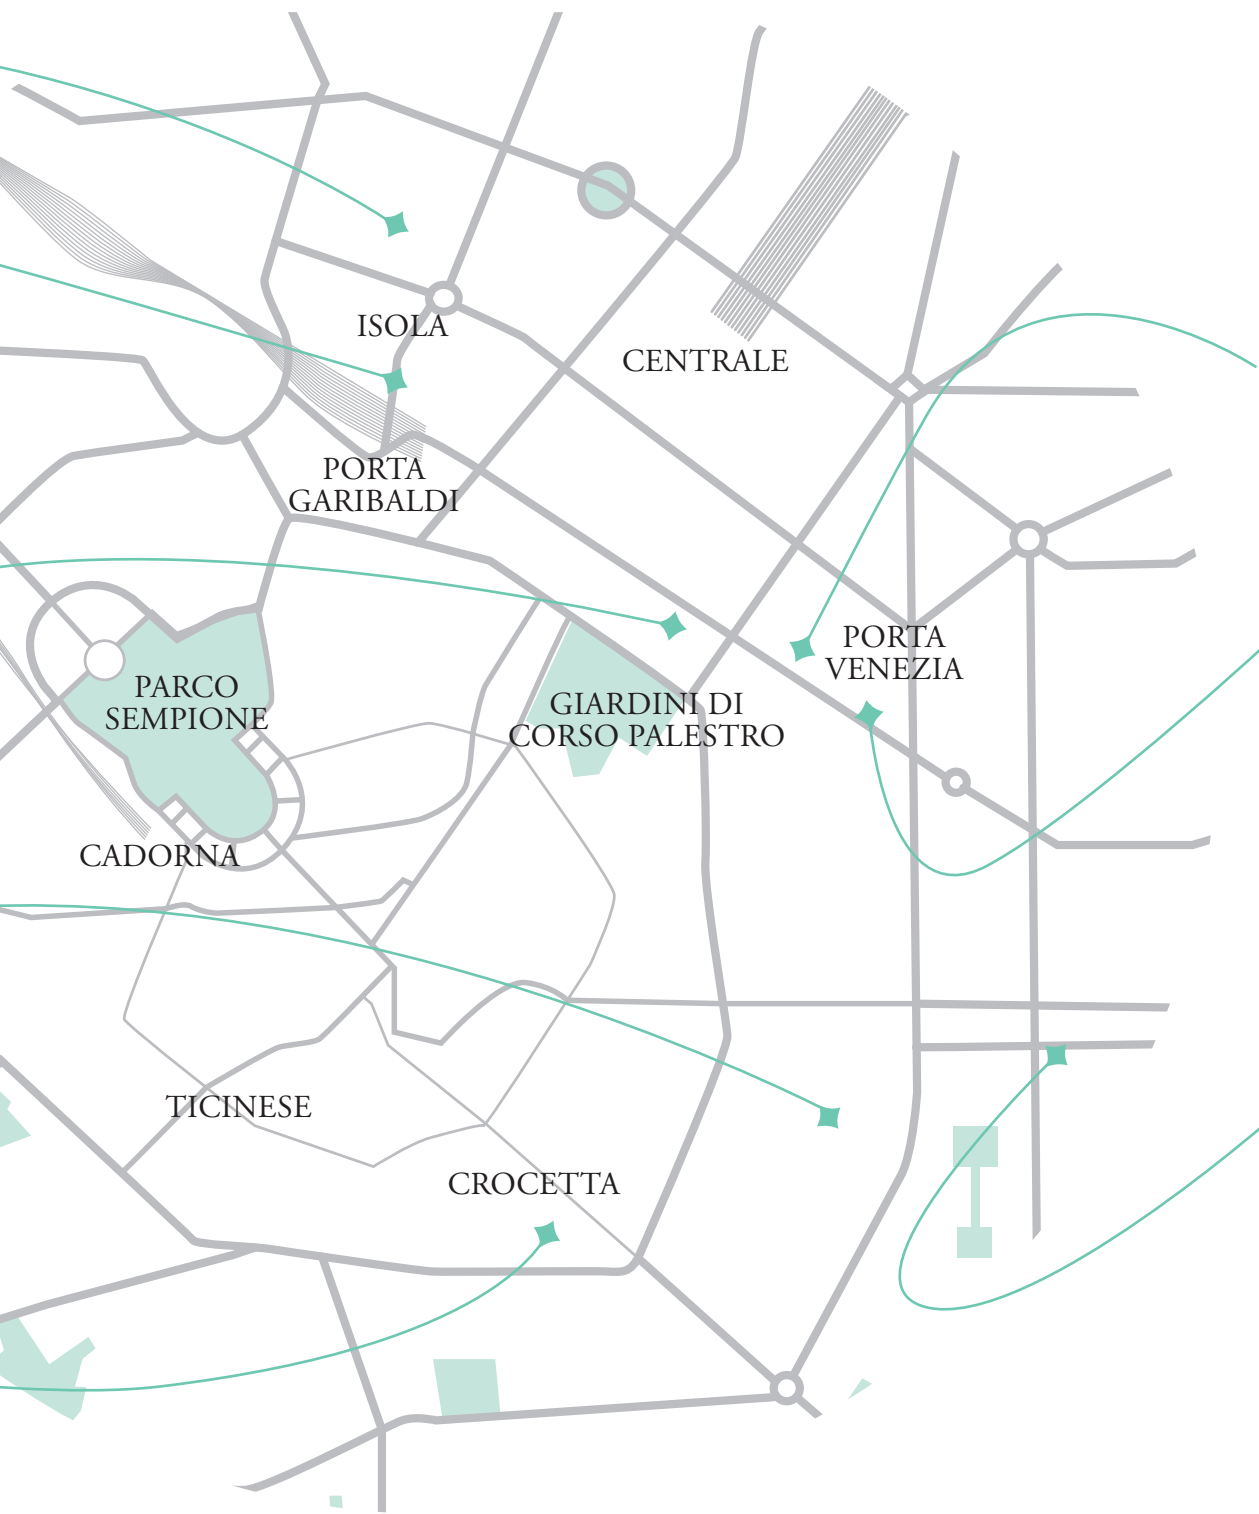 ISOLA
CENTRALE
PORTA
GARIBALDI
PORTA
VENEZIA
PARCO
SEMPIONE
GIARDINI DI
CORSO PALESTRO
CADORNA
TICINESE
CROCETTA